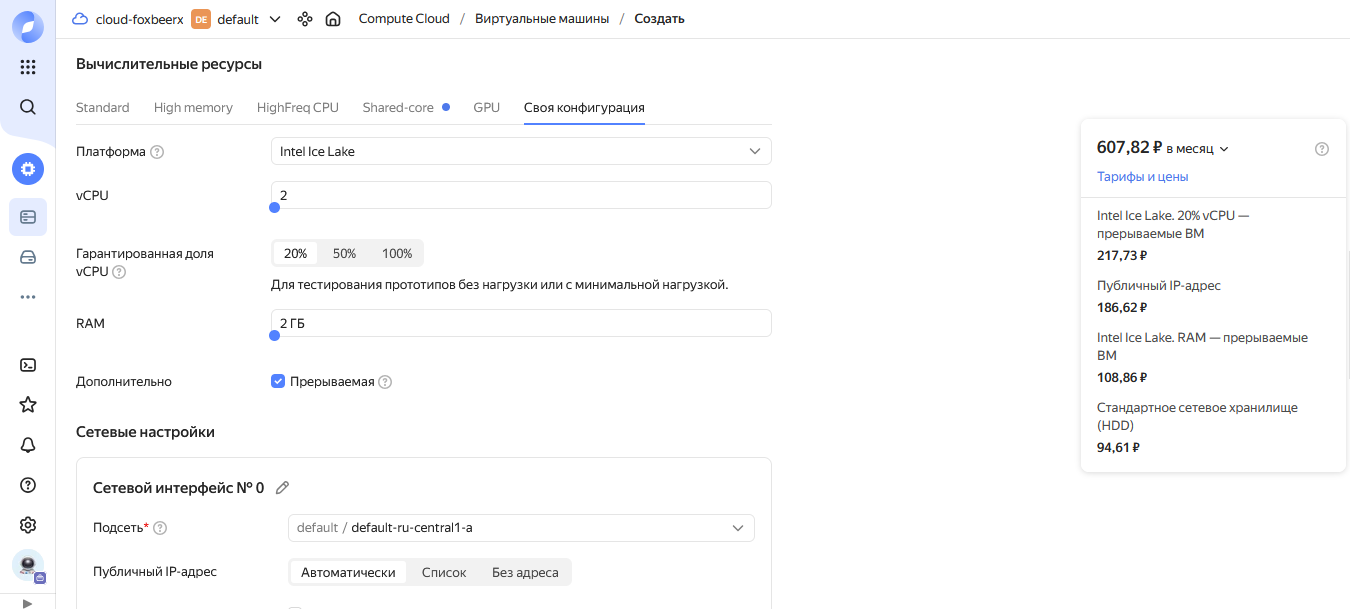 cloud-foxbeerx DE default Compute Cloud / Виртуальные машины / Создать
Вычислительные ресурсы
Standard High memory HighFreq CPU Shared-core GPU Своя конфигурация
Платформа ? Intel Ice Lake
vCPU 2
Гарантированная доля
vCPU ?
20% 50% 100%
Для тестирования прототипов без нагрузки или с минимальной нагрузкой.
RAM 2 ГБ
Дополнительно Прерываемая ?
Сетевые настройки
Сетевой интерфейс № 0
Подсеть* ? default / default-ru-central1-a
Публичный IP-адрес Автоматически Список Без адреса
607,82 ₽ в месяц ?
Тарифы и цены
Intel Ice Lake. 20% vCPU —
прерываемые ВМ
217,73 ₽
Публичный IP-адрес
186,62 ₽
Intel Ice Lake. RAM — прерываемые
ВМ
108,86 ₽
Стандартное сетевое хранилище
(HDD)
94,61 ₽